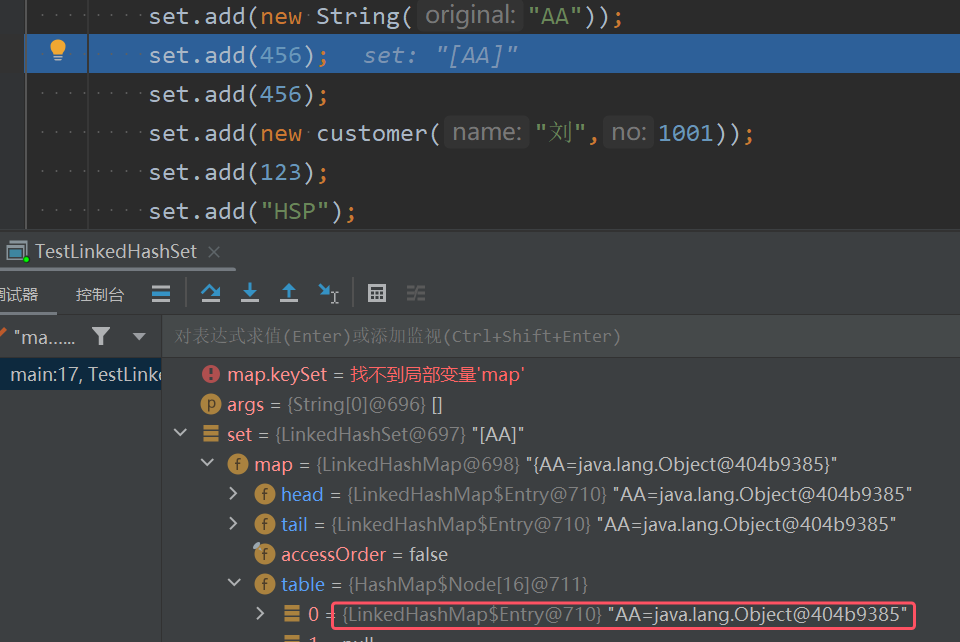 set.add(new String( original: "AA"));
set.add(456); set: "[AA]"
set.add(456);
set.add(new customer( name: "刘", no: 1001));
set.add(123);
set.add("HSP");
TestLinkedHashSet
调试器 控制台
"ma...... 对表达式求值(Enter)或添加监视(Ctrl+Shift+Enter)
main:17, TestLinke
map.keySet = 找不到局部变量'map'
args = {String[0]@696} []
set = {LinkedHashSet@697} "[AA]"
map = {LinkedHashMap@698} "{AA=java.lang.Object@404b9385}"
head = {LinkedHashMap$Entry@710} "AA=java.lang.Object@404b9385"
tail = {LinkedHashMap$Entry@710} "AA=java.lang.Object@404b9385"
accessOrder = false
table = {HashMap$Node[16]@711}
0 = {LinkedHashMap$Entry@710} "AA=java.lang.Object@404b9385"